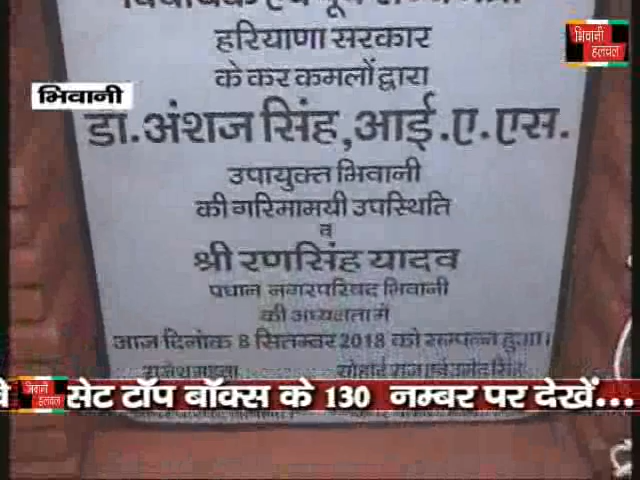 हरियाणा सरकार
के कर कमलों द्वारा
डा.अंशज सिंह,आई.ए.एस.
उपायुक्त भिवानी
की गरिमामयी उपस्थिति
व
श्री रणसिंह यादव
प्रधान नगरपरिषद भिवानी
की अध्यक्षता में
आज दिनांक 8 सितम्बर 2018 को सम्पन्न हुआ।
भिवानी
भिवानी
हलचल
भिवानी
हलचल
सेट टॉप बॉक्स के 130 नम्बर पर देखें...